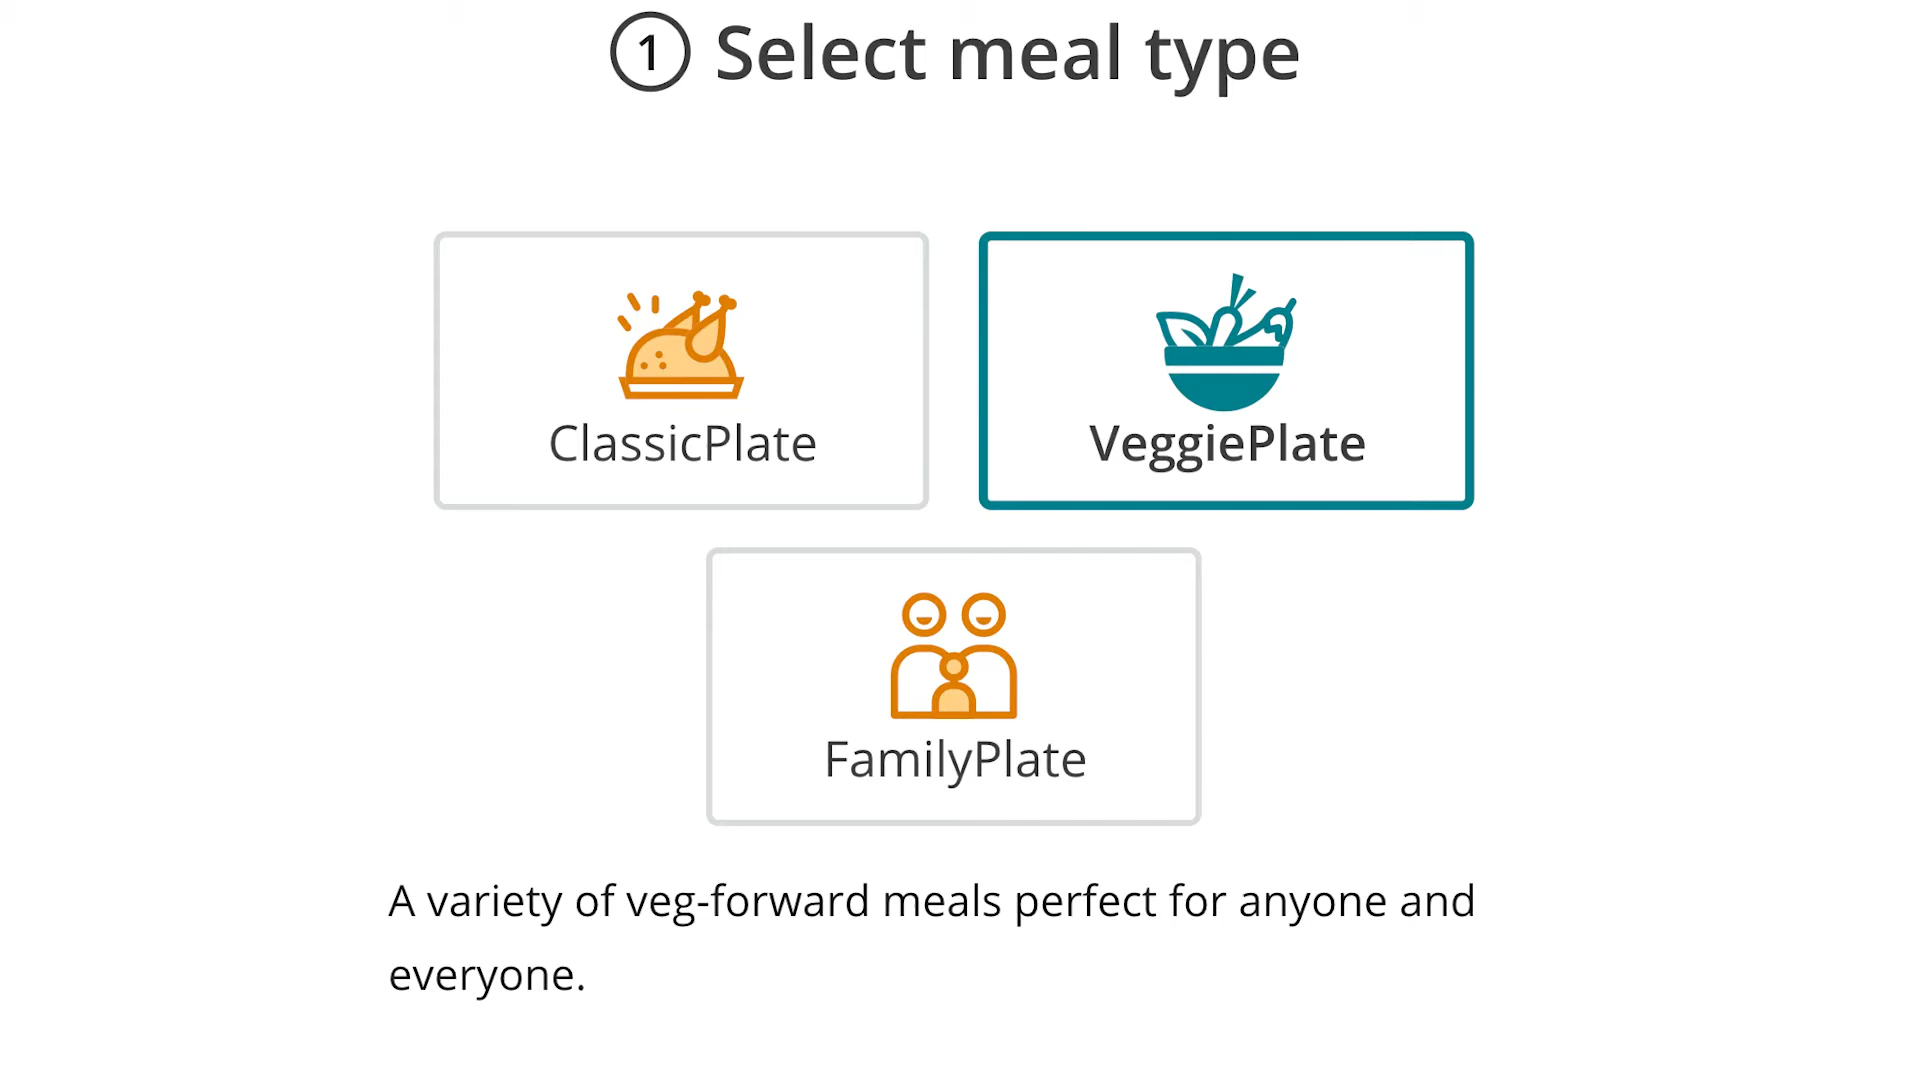 1 Select meal type
ClassicPlate
VeggiePlate
FamilyPlate
A variety of veg-forward meals perfect for anyone and
everyone.